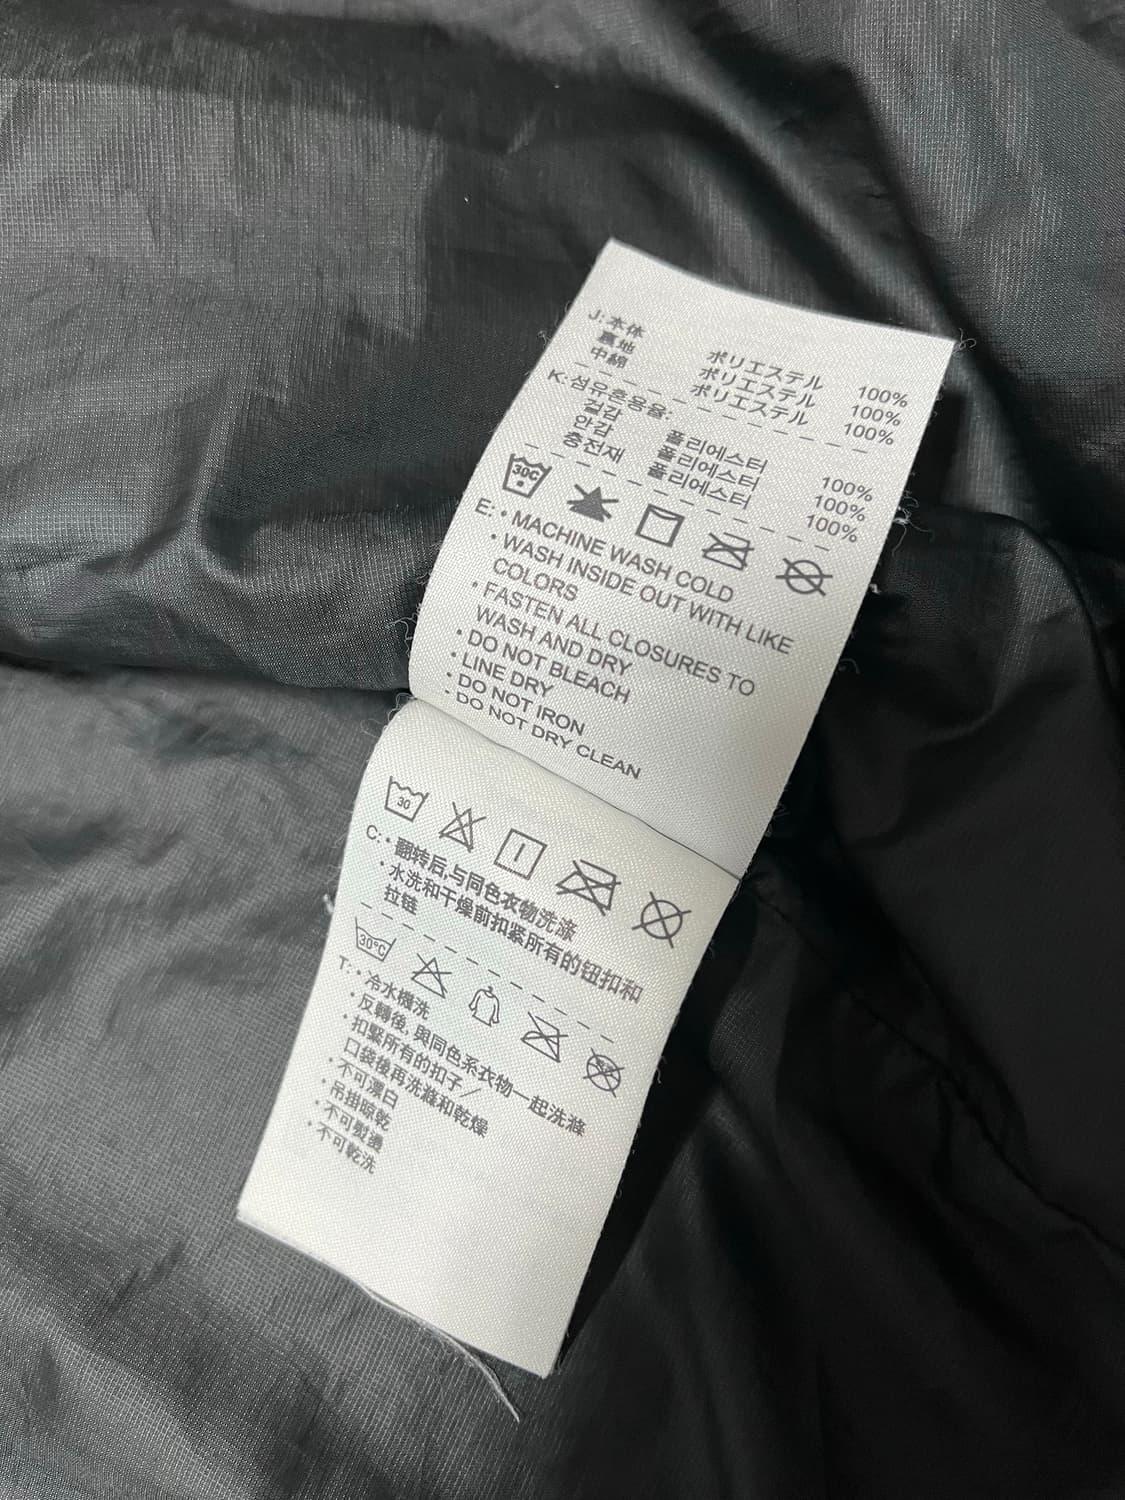 J: 本体 ポリエステル 100%
裏地 ポリエステル 100%
中綿 ポリエステル 100%
K: 섬유혼용율:
겉감 폴리에스터 100%
안감 폴리에스터 100%
충전재 폴리에스터 100%
30C
E: • MACHINE WASH COLD
• WASH INSIDE OUT WITH LIKE
COLORS
• FASTEN ALL CLOSURES TO
WASH AND DRY
• DO NOT BLEACH
• LINE DRY
• DO NOT IRON
- DO NOT DRY CLEAN
30
C: • 翻转后,与同色衣物洗涤
• 水洗和干燥前扣紧所有的钮扣和
拉链
30°C
T: • 冷水機洗
• 反轉後, 與同色系衣物一起洗滌
• 扣緊所有的扣子／
口袋後再洗滌和乾燥
• 不可漂白
• 吊掛晾乾
• 不可熨燙
• 不可乾洗